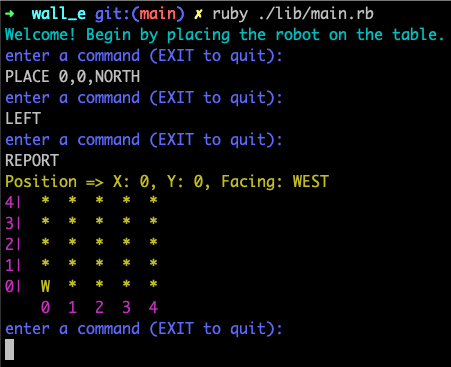 ➜ wall_e git:(main) ✗ ruby ./lib/main.rb
Welcome! Begin by placing the robot on the table.
enter a command (EXIT to quit):
PLACE 0,0,NORTH
enter a command (EXIT to quit):
LEFT
enter a command (EXIT to quit):
REPORT
Position => X: 0, Y: 0, Facing: WEST
4| * * * * *
3| * * * * *
2| * * * * *
1| * * * * *
0| W * * * *
0 1 2 3 4
enter a command (EXIT to quit):